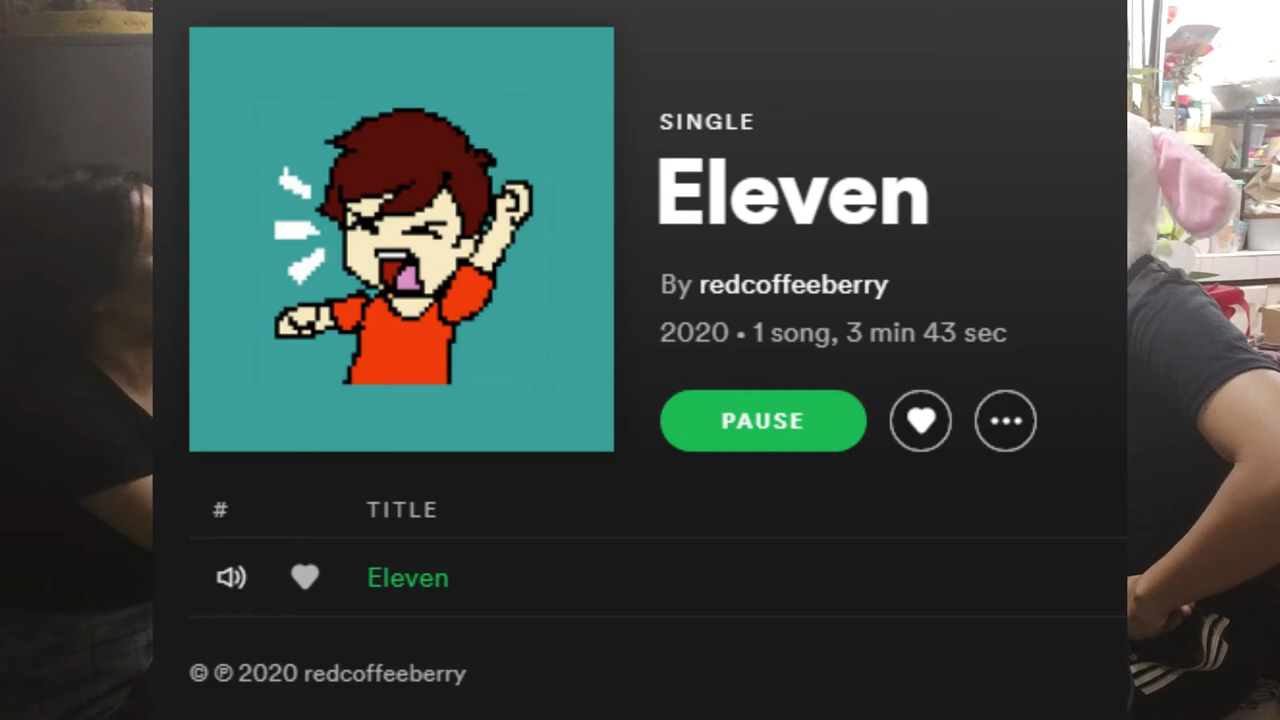 SINGLE
Eleven
By redcoffeeberry
2020 • 1 song, 3 min 43 sec
PAUSE
# TITLE
Eleven
© ℗ 2020 redcoffeeberry